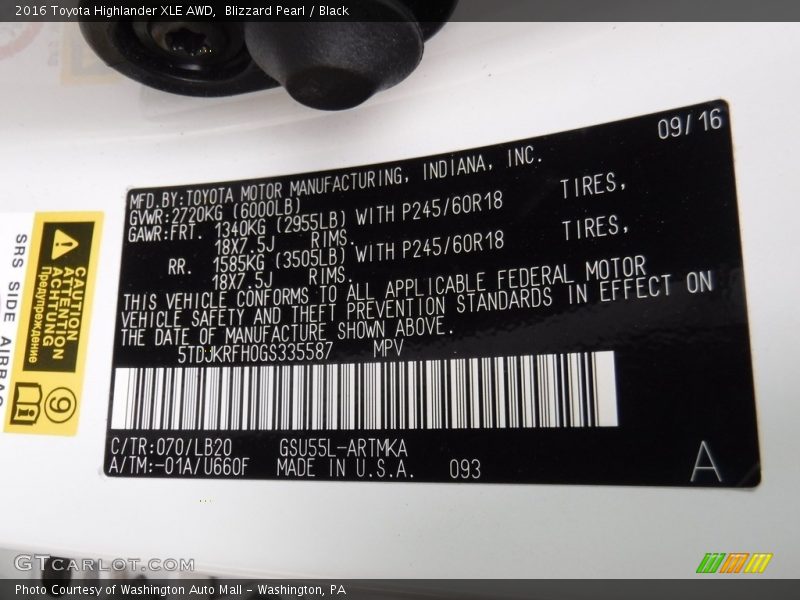 2016 Toyota Highlander XLE AWD,  Blizzard Pearl / Black
09/16
MFD.BY:TOYOTA MOTOR MANUFACTURING, INDIANA, INC.
GVWR:2720KG (6000LB)
GAWR:FRT. 1340KG (2955LB) WITH P245/60R18 TIRES,
18X7.5J RIMS.
RR. 1585KG (3505LB) WITH P245/60R18 TIRES,
18X7.5J RIMS.
THIS VEHICLE CONFORMS TO ALL APPLICABLE FEDERAL MOTOR
VEHICLE SAFETY AND THEFT PREVENTION STANDARDS IN EFFECT ON
THE DATE OF MANUFACTURE SHOWN ABOVE.
5TDJKRFH0GS335587 MPV
C/TR:070/LB20 GSU55L-ARTMKA
A/TM:-01A/U660F MADE IN U.S.A. 093
A
SRS SIDE AIRBAG
CAUTION
ATTENTION
ACHTUNG
Предупреждение
9
GTCARLOT.COM
Photo Courtesy of Washington Auto Mall - Washington, PA